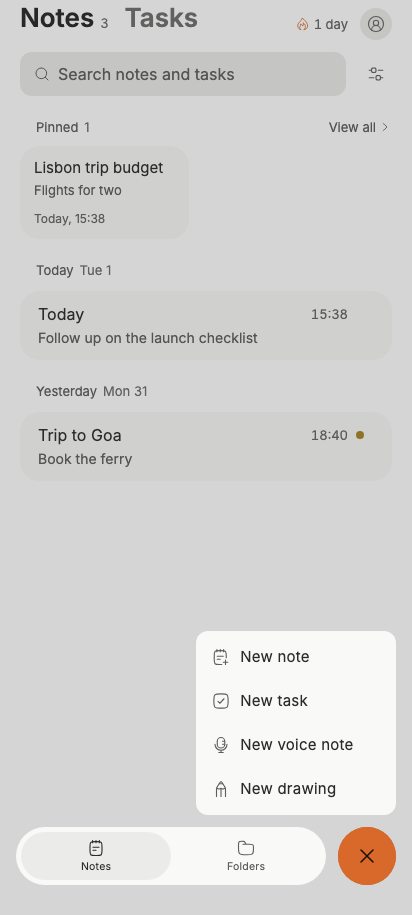 Notes 3 Tasks
1 day
Search notes and tasks
Pinned 1
View all
Lisbon trip budget
Flights for two
Today, 15:38
Today Tue 1
Today 15:38
Follow up on the launch checklist
Yesterday Mon 31
Trip to Goa 18:40
Book the ferry
New note
New task
New voice note
New drawing
Notes
Folders